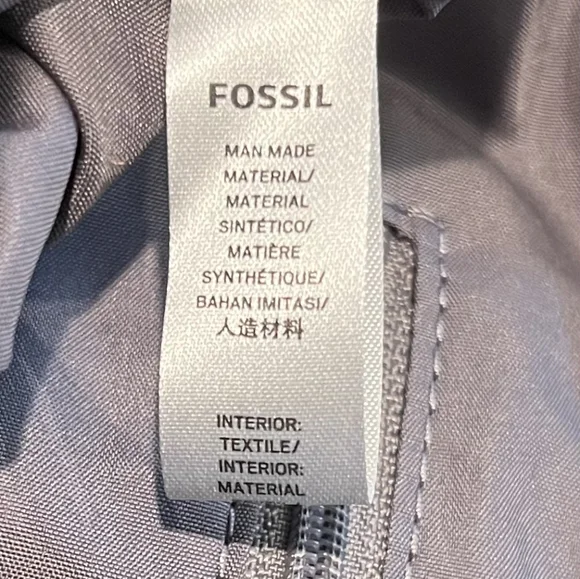 FOSSIL
MAN MADE
MATERIAL/
MATERIAL
SINTÉTICO/
MATIÈRE
SYNTHÉTIQUE/
BAHAN IMITASI/
人造材料
INTERIOR:
TEXTILE/
INTERIOR:
MATERIAL